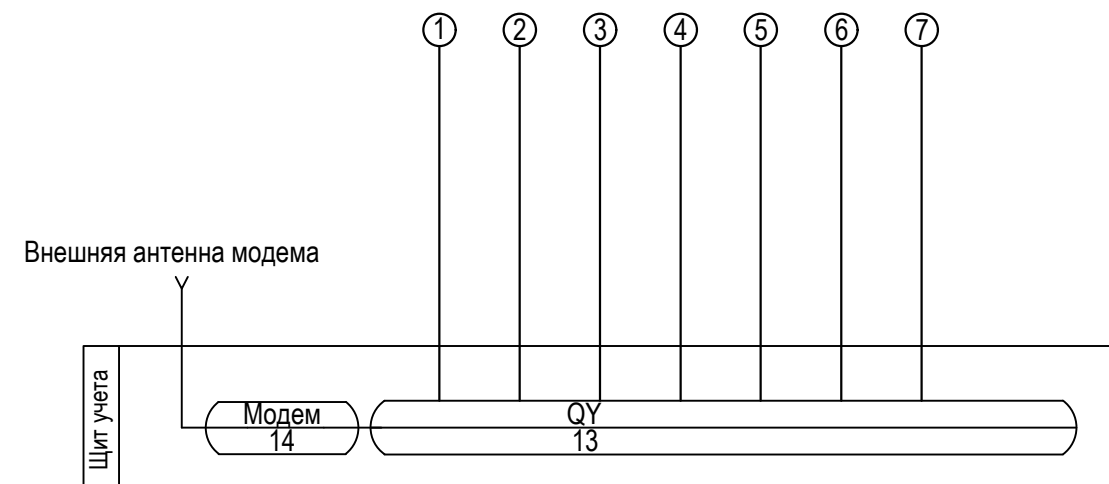 1 2 3 4 5 6 7
Внешняя антенна модема
Щит учета
Модем
14
QY
13